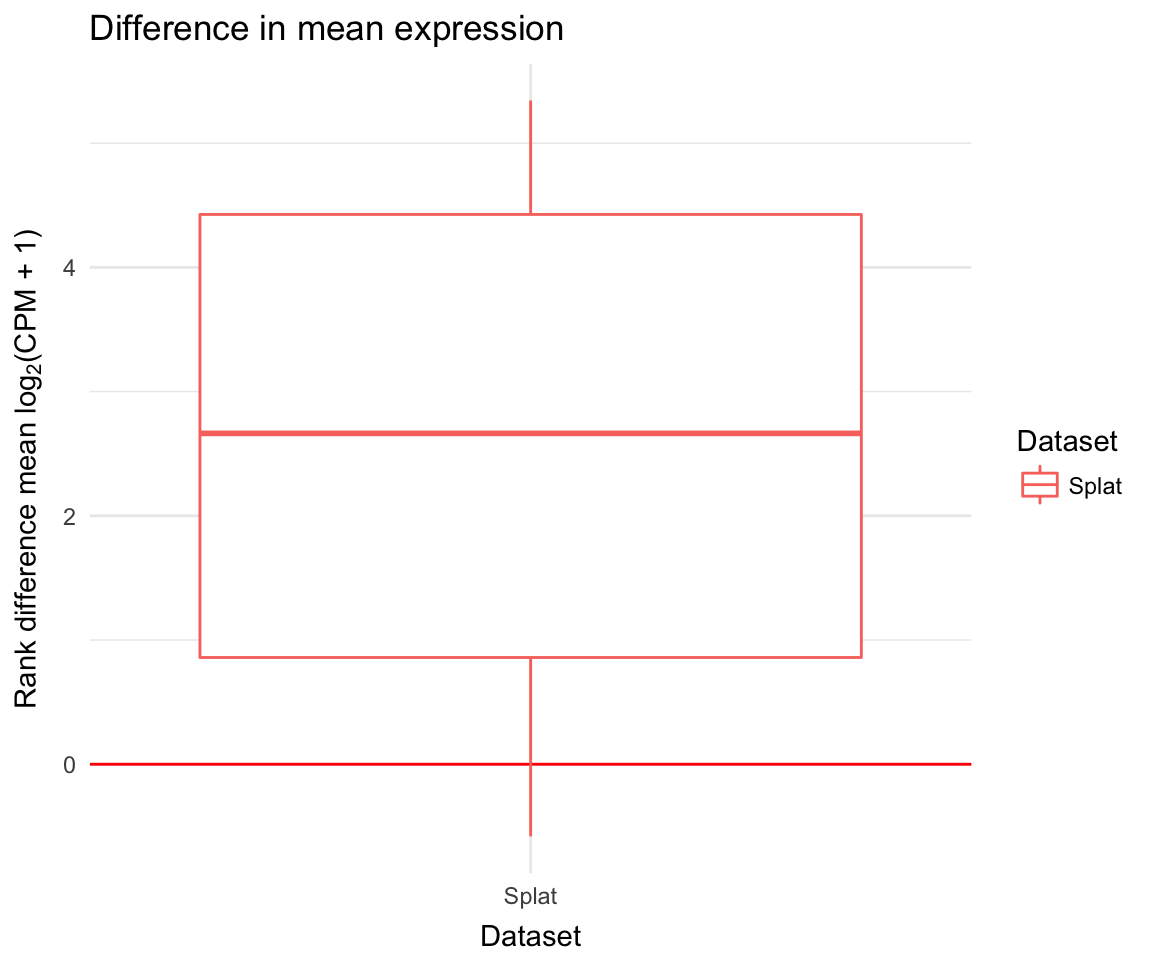 Difference in mean expression
Rank difference mean log₂(CPM + 1)
4
2
0
Splat
Dataset
Dataset
Splat